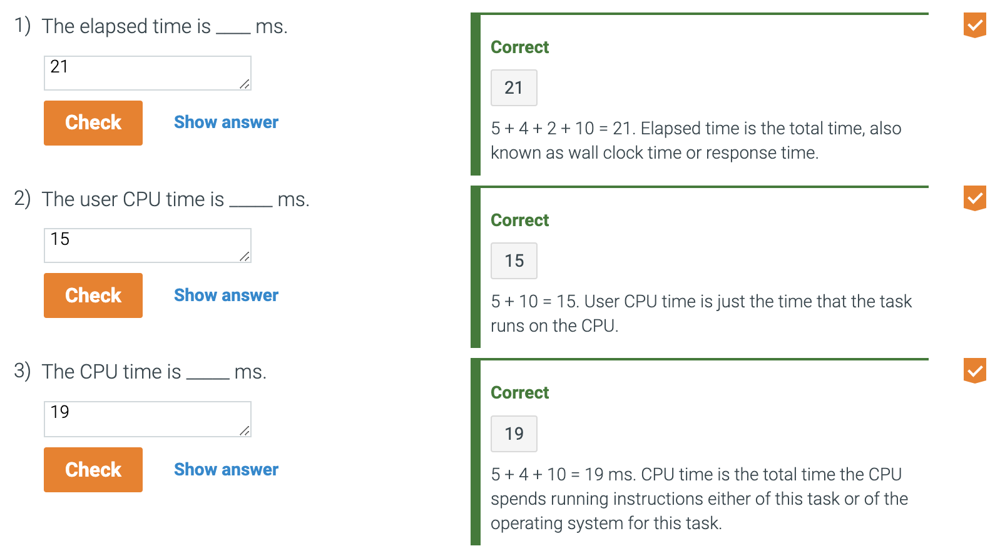 1) The elapsed time is ____ ms.
21
Check Show answer
Correct
21
5 + 4 + 2 + 10 = 21. Elapsed time is the total time, also
known as wall clock time or response time.
2) The user CPU time is _____ ms.
15
Check Show answer
Correct
15
5 + 10 = 15. User CPU time is just the time that the task
runs on the CPU.
3) The CPU time is _____ ms.
19
Check Show answer
Correct
19
5 + 4 + 10 = 19 ms. CPU time is the total time the CPU
spends running instructions either of this task or of the
operating system for this task.